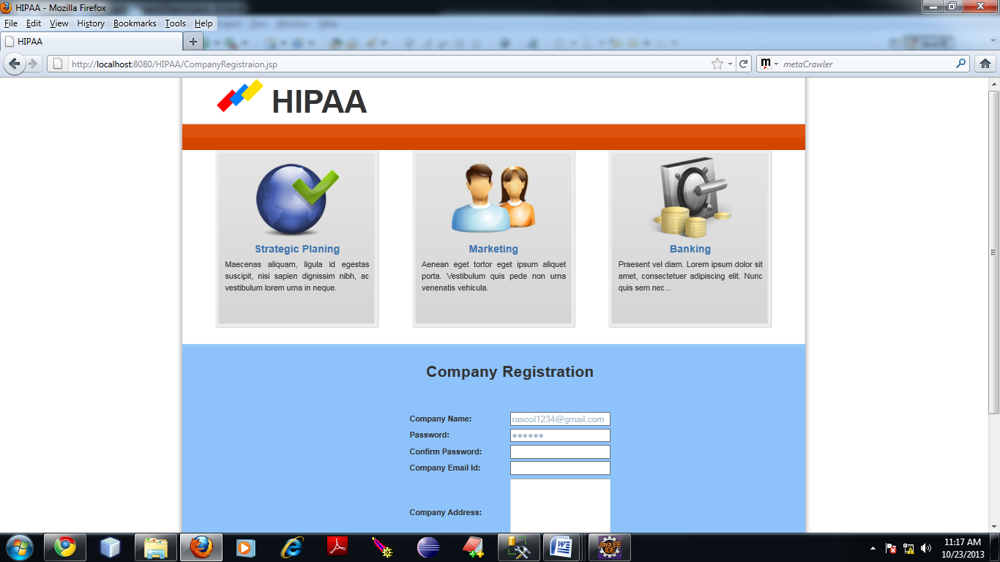 HIPAA - Mozilla Firefox
File Edit View History Bookmarks Tools Help
HIPAA
http://localhost:8080/HIPAA/CompanyRegistraion.jsp
m metaCrawler
HIPAA
Strategic Planing
Maecenas aliquam, ligula id egestas
suscipit, nisi sapien dignissim nibh, ac
vestibulum lorem urna in neque.
Marketing
Aenean eget tortor eget ipsum aliquet
porta. Vestibulum quis pede non urna
venenatis vehicula.
Banking
Praesent vel diam. Lorem ipsum dolor sit
amet, consectetuer adipiscing elit. Nunc
quis sem nec...
Company Registration
Company Name: rasool1234@gmail.com
Password: ●●●●●●
Confirm Password:
Company Email Id:
Company Address:
Java EE
IDE
11:17 AM
10/23/2013